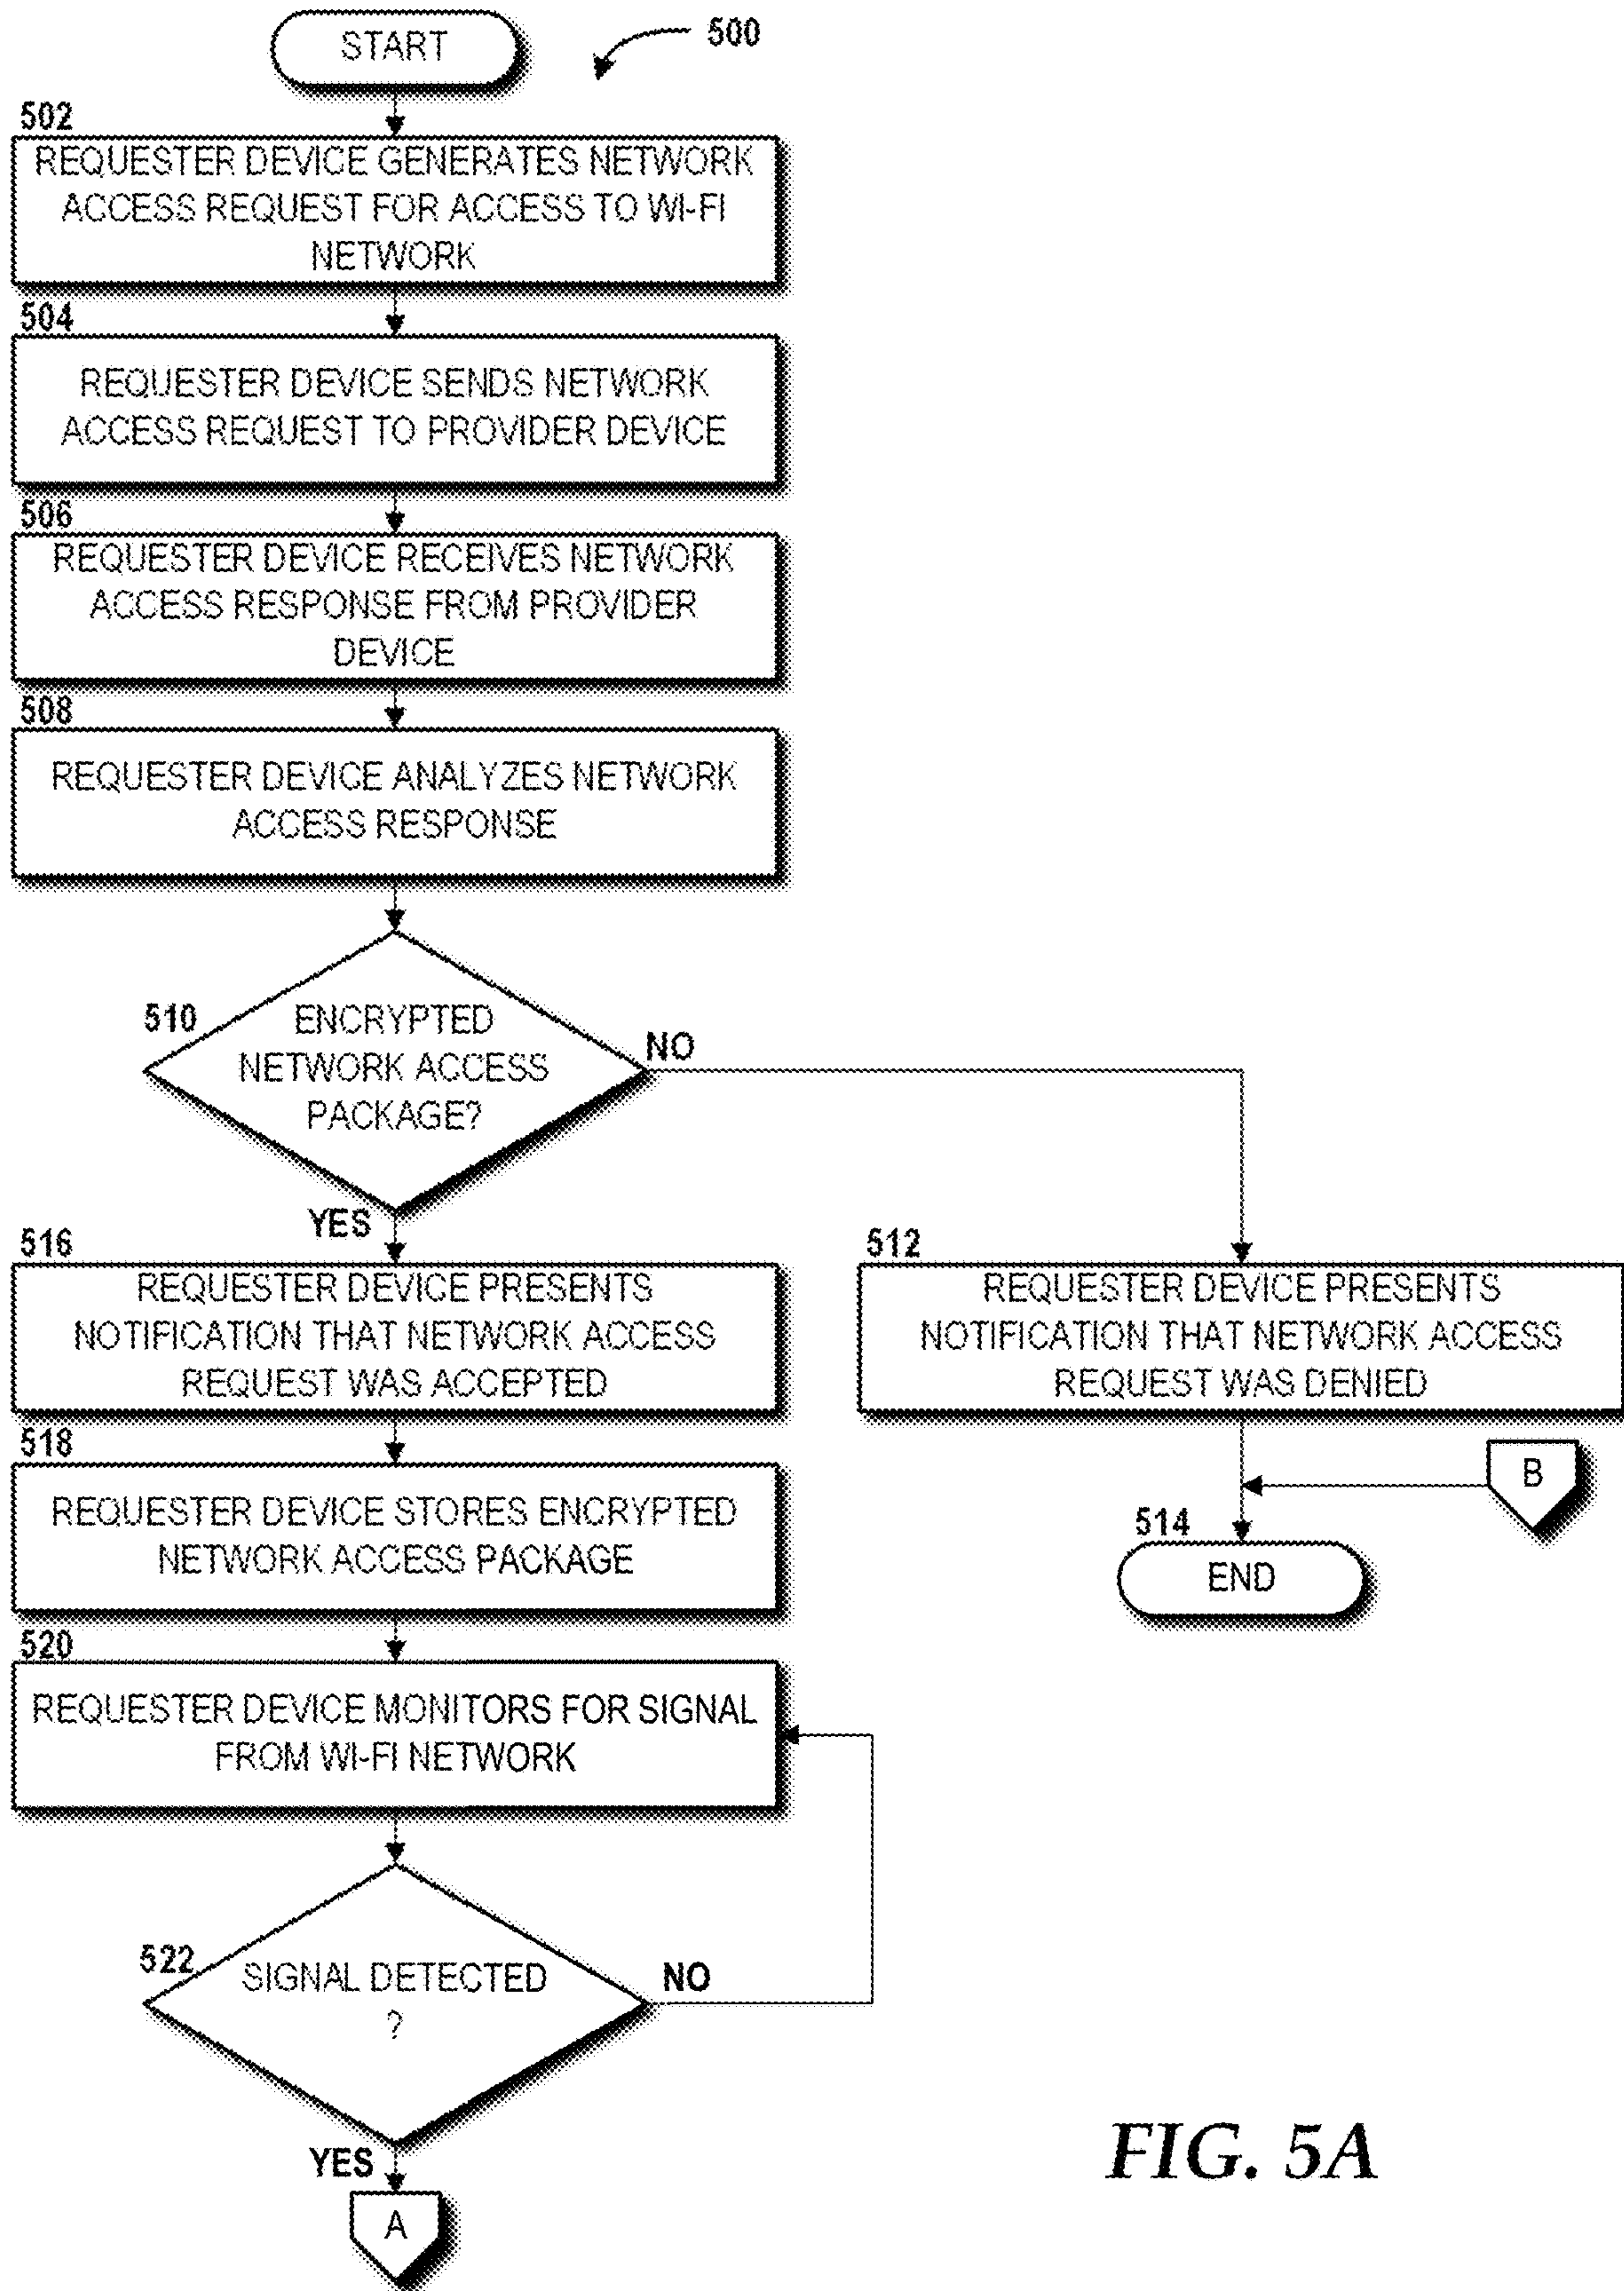 START
500
502
REQUESTER DEVICE GENERATES NETWORK
ACCESS REQUEST FOR ACCESS TO WI-FI
NETWORK
504
REQUESTER DEVICE SENDS NETWORK
ACCESS REQUEST TO PROVIDER DEVICE
506
REQUESTER DEVICE RECEIVES NETWORK
ACCESS RESPONSE FROM PROVIDER
DEVICE
508
REQUESTER DEVICE ANALYZES NETWORK
ACCESS RESPONSE
510
ENCRYPTED
NETWORK ACCESS
PACKAGE?
NO
YES
516
REQUESTER DEVICE PRESENTS
NOTIFICATION THAT NETWORK ACCESS
REQUEST WAS ACCEPTED
512
REQUESTER DEVICE PRESENTS
NOTIFICATION THAT NETWORK ACCESS
REQUEST WAS DENIED
B
514
END
518
REQUESTER DEVICE STORES ENCRYPTED
NETWORK ACCESS PACKAGE
520
REQUESTER DEVICE MONITORS FOR SIGNAL
FROM WI-FI NETWORK
522
SIGNAL DETECTED
?
NO
YES
A
FIG. 5A